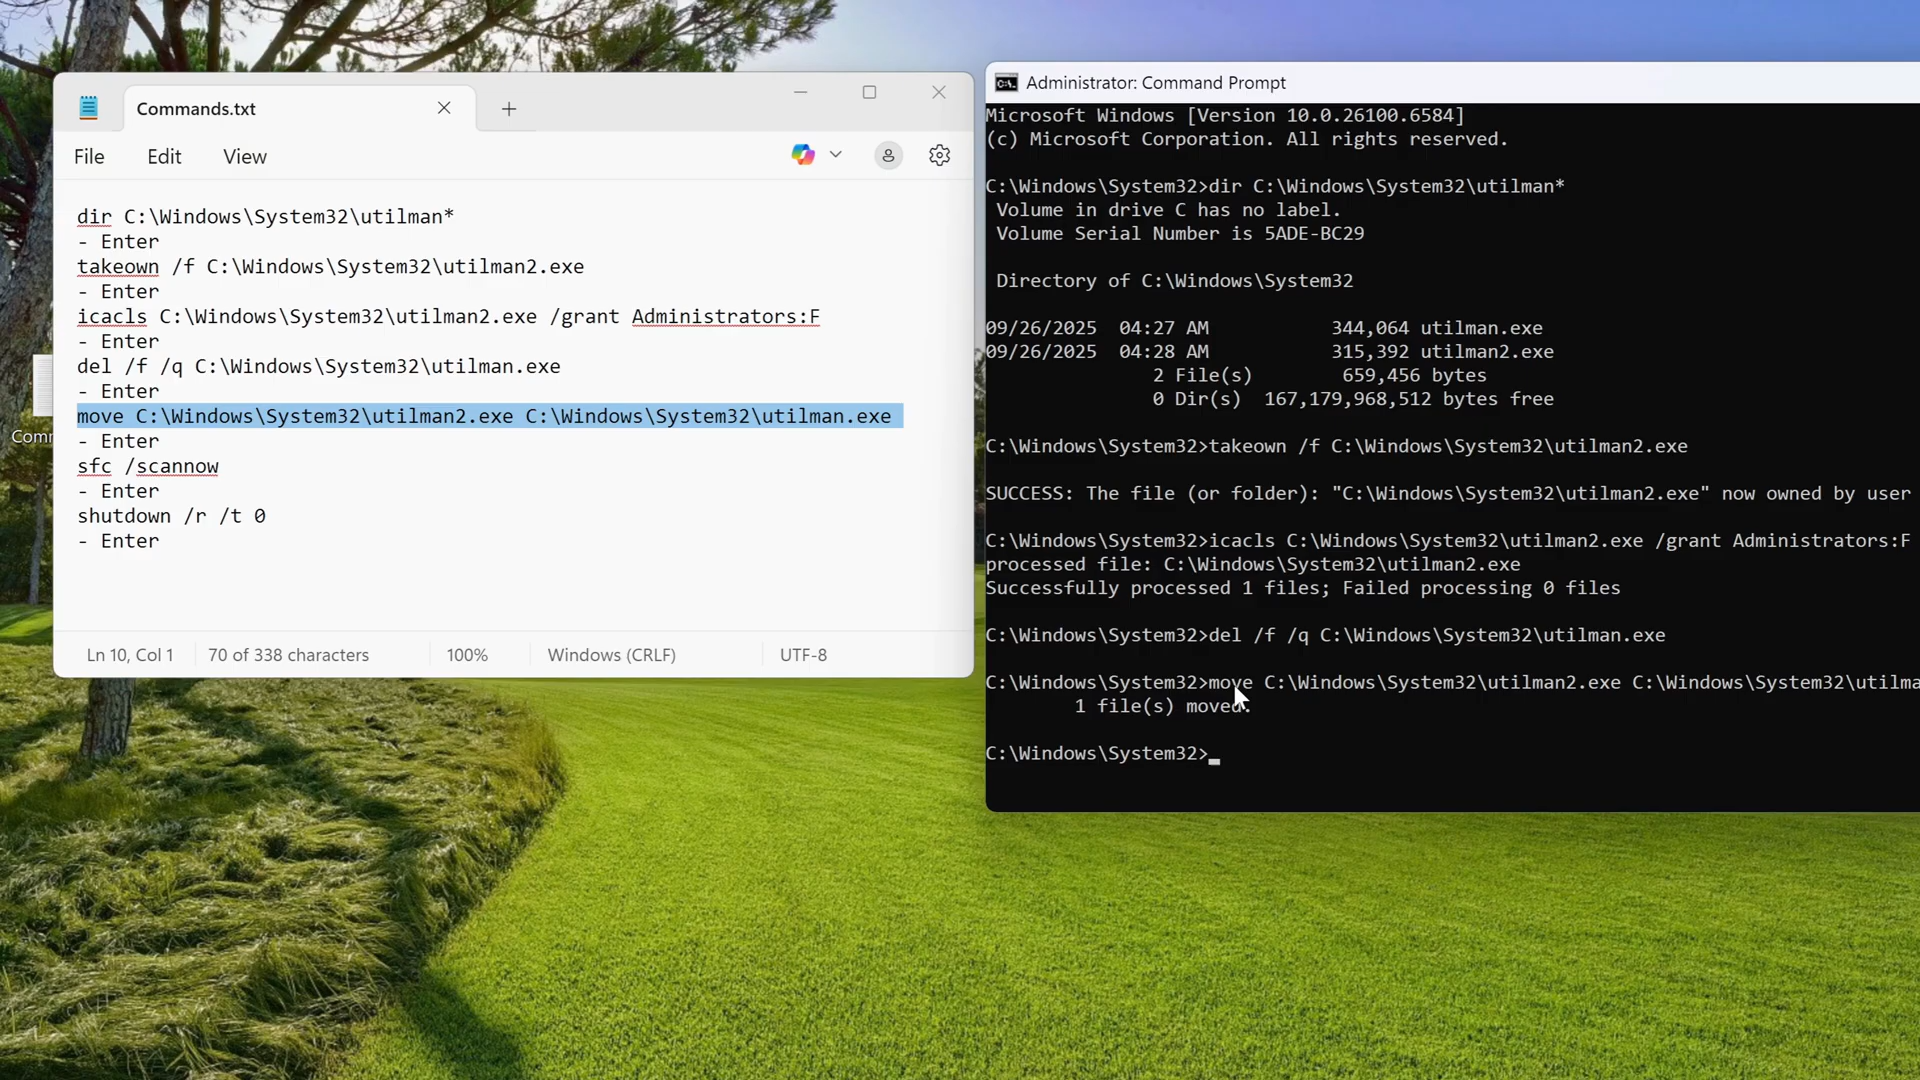 Commands.txt
File Edit View
dir C:\Windows\System32\utilman*
- Enter
takeown /f C:\Windows\System32\utilman2.exe
- Enter
icacls C:\Windows\System32\utilman2.exe /grant Administrators:F
- Enter
del /f /q C:\Windows\System32\utilman.exe
- Enter
move C:\Windows\System32\utilman2.exe C:\Windows\System32\utilman.exe
- Enter
sfc /scannow
- Enter
shutdown /r /t 0
- Enter
Ln 10, Col 1 70 of 338 characters 100% Windows (CRLF) UTF-8
Comm
Administrator: Command Prompt
Microsoft Windows [Version 10.0.26100.6584]
(c) Microsoft Corporation. All rights reserved.
C:\Windows\System32>dir C:\Windows\System32\utilman*
Volume in drive C has no label.
Volume Serial Number is 5ADE-BC29
Directory of C:\Windows\System32
09/26/2025 04:27 AM 344,064 utilman.exe
09/26/2025 04:28 AM 315,392 utilman2.exe
2 File(s) 659,456 bytes
0 Dir(s) 167,179,968,512 bytes free
C:\Windows\System32>takeown /f C:\Windows\System32\utilman2.exe
SUCCESS: The file (or folder): "C:\Windows\System32\utilman2.exe" now owned by user
C:\Windows\System32>icacls C:\Windows\System32\utilman2.exe /grant Administrators:F
processed file: C:\Windows\System32\utilman2.exe
Successfully processed 1 files; Failed processing 0 files
C:\Windows\System32>del /f /q C:\Windows\System32\utilman.exe
C:\Windows\System32>move C:\Windows\System32\utilman2.exe C:\Windows\System32\utilma
1 file(s) moved.
C:\Windows\System32>